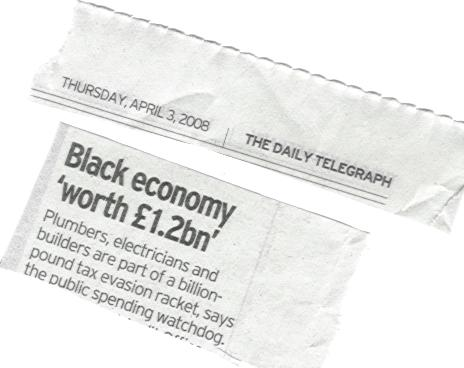 THURSDAY, APRIL 3, 2008 | THE DAILY TELEGRAPH
Black economy
'worth £1.2bn'
Plumbers, electricians and
builders are part of a billion-
pound tax evasion racket, says
the public spending watchdog.